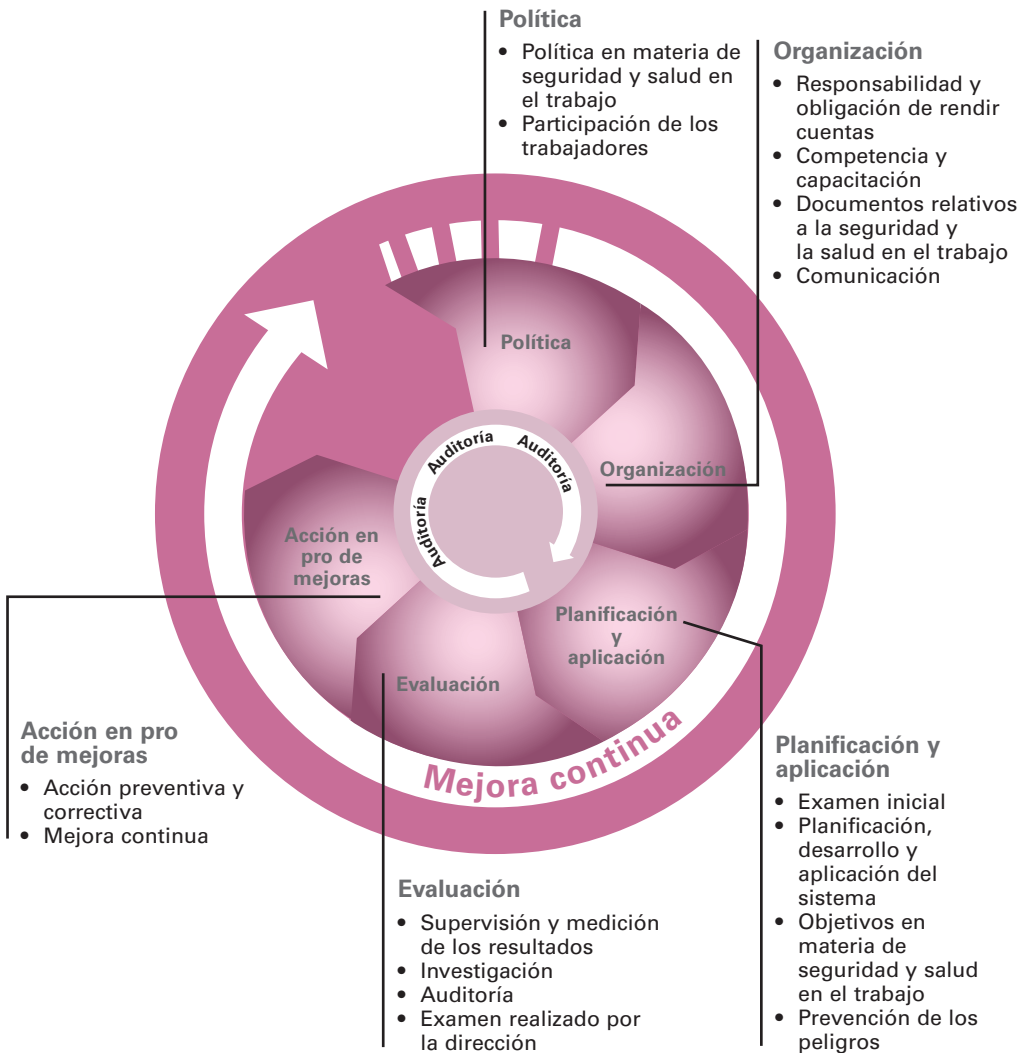 Política
• Política en materia de
seguridad y salud en
el trabajo
• Participación de los
trabajadores
Organización
• Responsabilidad y
obligación de rendir
cuentas
• Competencia y
capacitación
• Documentos relativos
a la seguridad y
la salud en el trabajo
• Comunicación
Política
Organización
Planificación
y
aplicación
Evaluación
Acción en
pro de
mejoras
Auditoría
Auditoría
Auditoría
Mejora continua
Acción en pro
de mejoras
• Acción preventiva y
correctiva
• Mejora continua
Evaluación
• Supervisión y medición
de los resultados
• Investigación
• Auditoría
• Examen realizado por
la dirección
Planificación y
aplicación
• Examen inicial
• Planificación,
desarrollo y
aplicación del
sistema
• Objetivos en
materia de
seguridad y salud
en el trabajo
• Prevención de los
peligros